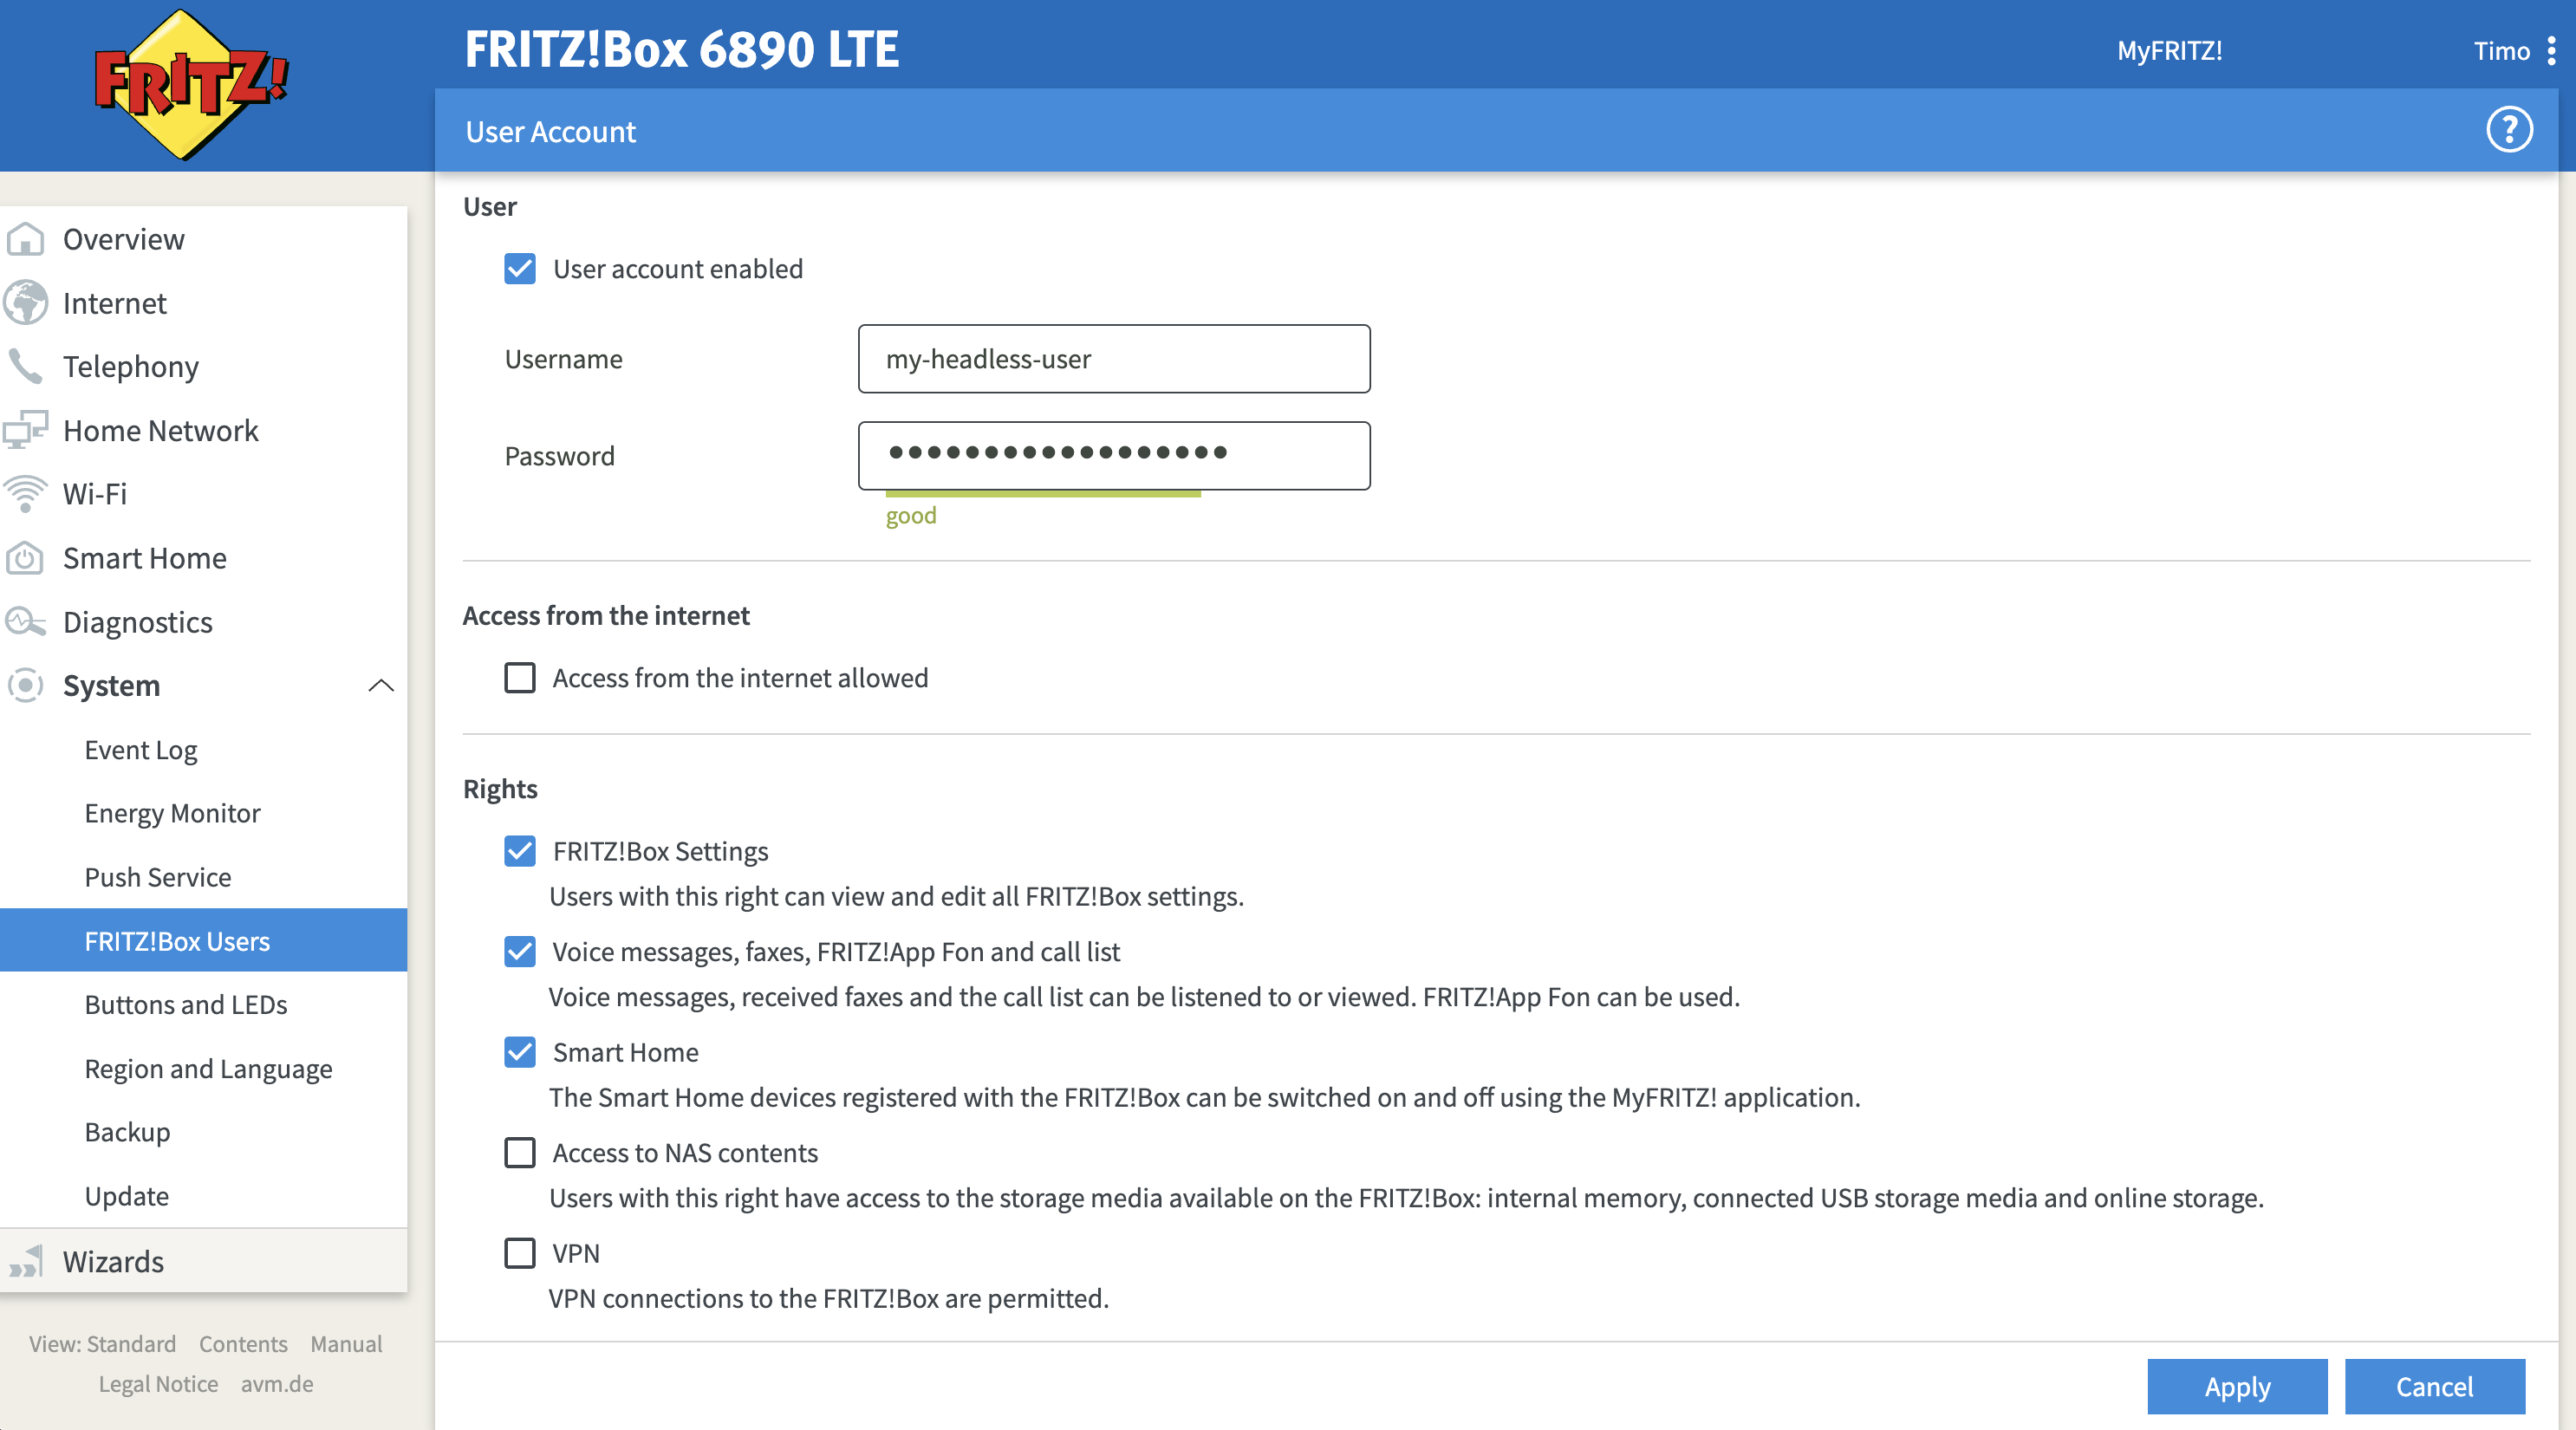 FRITZ!
FRITZ!Box 6890 LTE
MyFRITZ!
Timo
User Account
?
Overview
Internet
Telephony
Home Network
Wi-Fi
Smart Home
Diagnostics
System
Event Log
Energy Monitor
Push Service
FRITZ!Box Users
Buttons and LEDs
Region and Language
Backup
Update
Wizards
View: Standard Contents Manual
Legal Notice avm.de
User
User account enabled
Username my-headless-user
Password ••••••••••••••••••
good
Access from the internet
Access from the internet allowed
Rights
FRITZ!Box Settings
Users with this right can view and edit all FRITZ!Box settings.
Voice messages, faxes, FRITZ!App Fon and call list
Voice messages, received faxes and the call list can be listened to or viewed. FRITZ!App Fon can be used.
Smart Home
The Smart Home devices registered with the FRITZ!Box can be switched on and off using the MyFRITZ! application.
Access to NAS contents
Users with this right have access to the storage media available on the FRITZ!Box: internal memory, connected USB storage media and online storage.
VPN
VPN connections to the FRITZ!Box are permitted.
Apply
Cancel